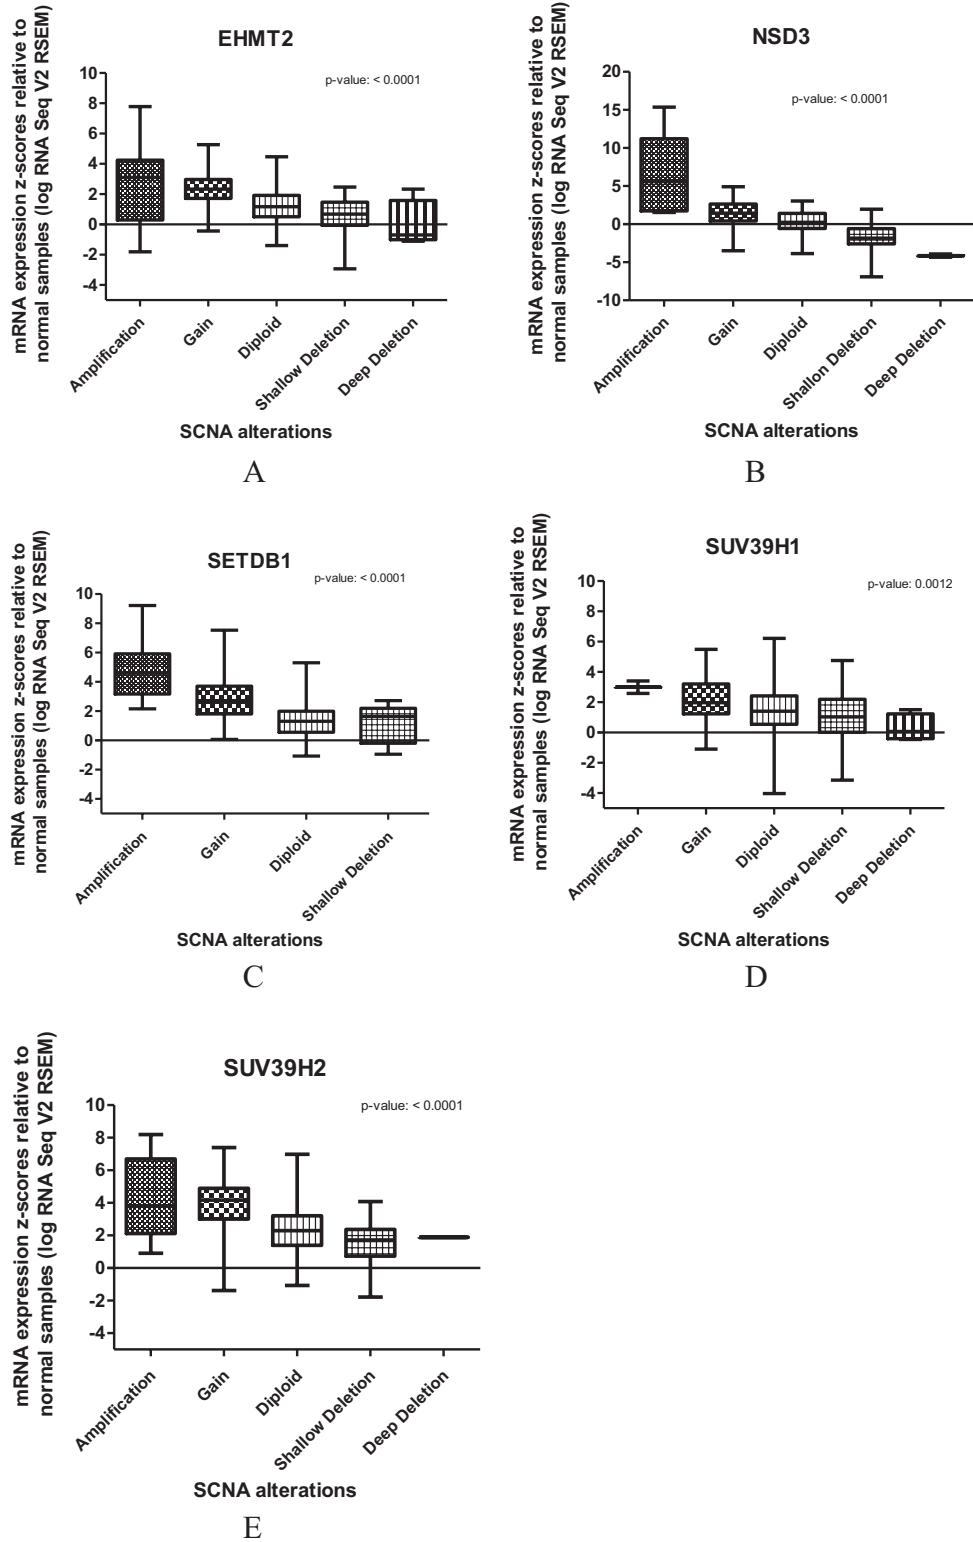 EHMT2
p-value: < 0.0001
mRNA expression z-scores relative to
normal samples (log RNA Seq V2 RSEM)
10
8
6
4
2
0
-2
-4
Amplification
Gain
Diploid
Shallow Deletion
Deep Deletion
SCNA alterations
A
NSD3
p-value: < 0.0001
mRNA expression z-scores relative to
normal samples (log RNA Seq V2 RSEM)
20
15
10
5
0
-5
-10
Amplification
Gain
Diploid
Shallon Deletion
Deep Deletion
SCNA alterations
B
SETDB1
p-value: < 0.0001
mRNA expression z-scores relative to
normal samples (log RNA Seq V2 RSEM)
10
8
6
4
2
0
-2
-4
Amplification
Gain
Diploid
Shallow Deletion
SCNA alterations
C
SUV39H1
p-value: 0.0012
mRNA expression z-scores relative to
normal samples (log RNA Seq V2 RSEM)
10
8
6
4
2
0
-2
-4
Amplification
Gain
Diploid
Shallow Deletion
Deep Deletion
SCNA alterations
D
SUV39H2
p-value: < 0.0001
mRNA expression z-scores relative to
normal samples (log RNA Seq V2 RSEM)
10
8
6
4
2
0
-2
-4
Amplification
Gain
Diploid
Shallow Deletion
Deep Deletion
SCNA alterations
E